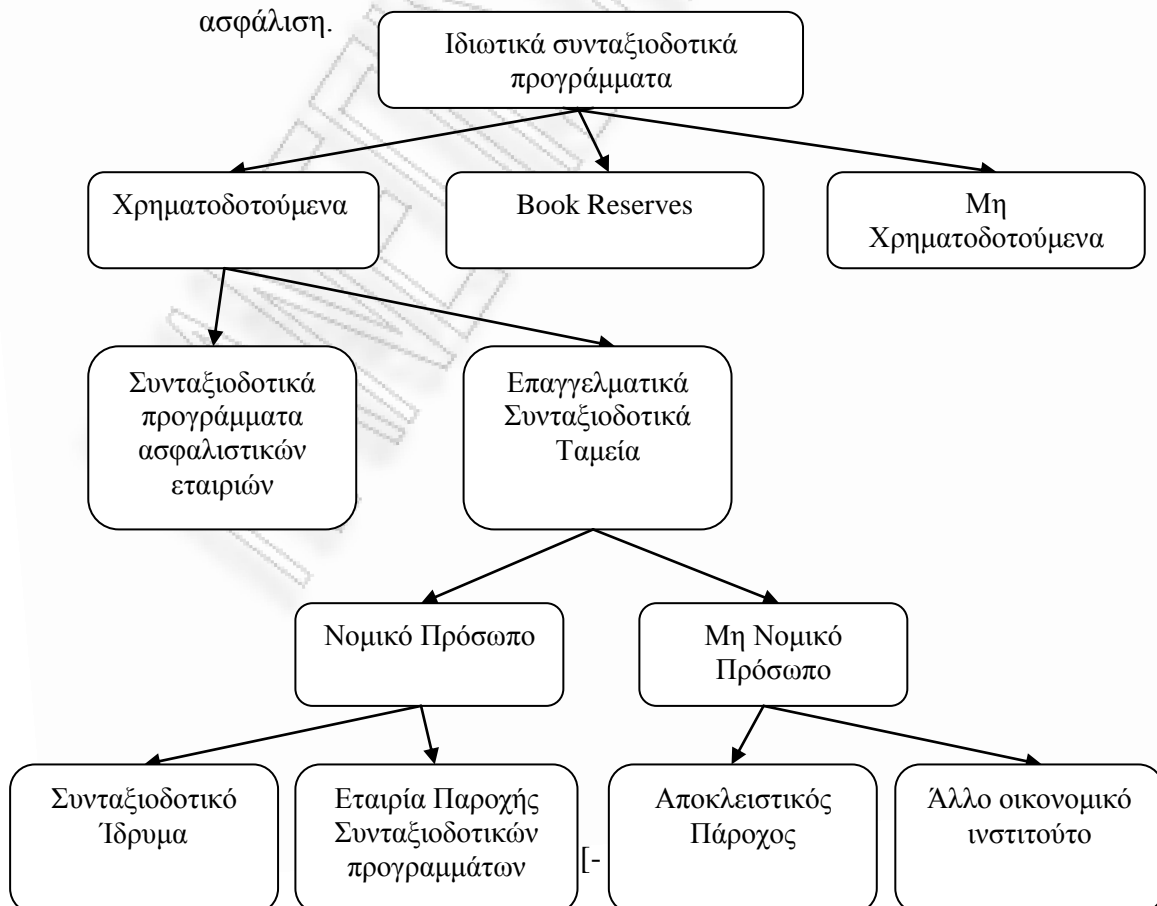 ασφάλιση.
Ιδιωτικά συνταξιοδοτικά
προγράμματα
Χρηματοδοτούμενα
Book Reserves
Μη
Χρηματοδοτούμενα
Συνταξιοδοτικά
προγράμματα
ασφαλιστικών
εταιριών
Επαγγελματικά
Συνταξιοδοτικά
Ταμεία
Νομικό Πρόσωπο
Μη Νομικό
Πρόσωπο
Συνταξιοδοτικό
Ίδρυμα
Εταιρία Παροχής
Συνταξιοδοτικών
προγραμμάτων
[-
Αποκλειστικός
Πάροχος
Άλλο οικονομικό
ινστιτούτο